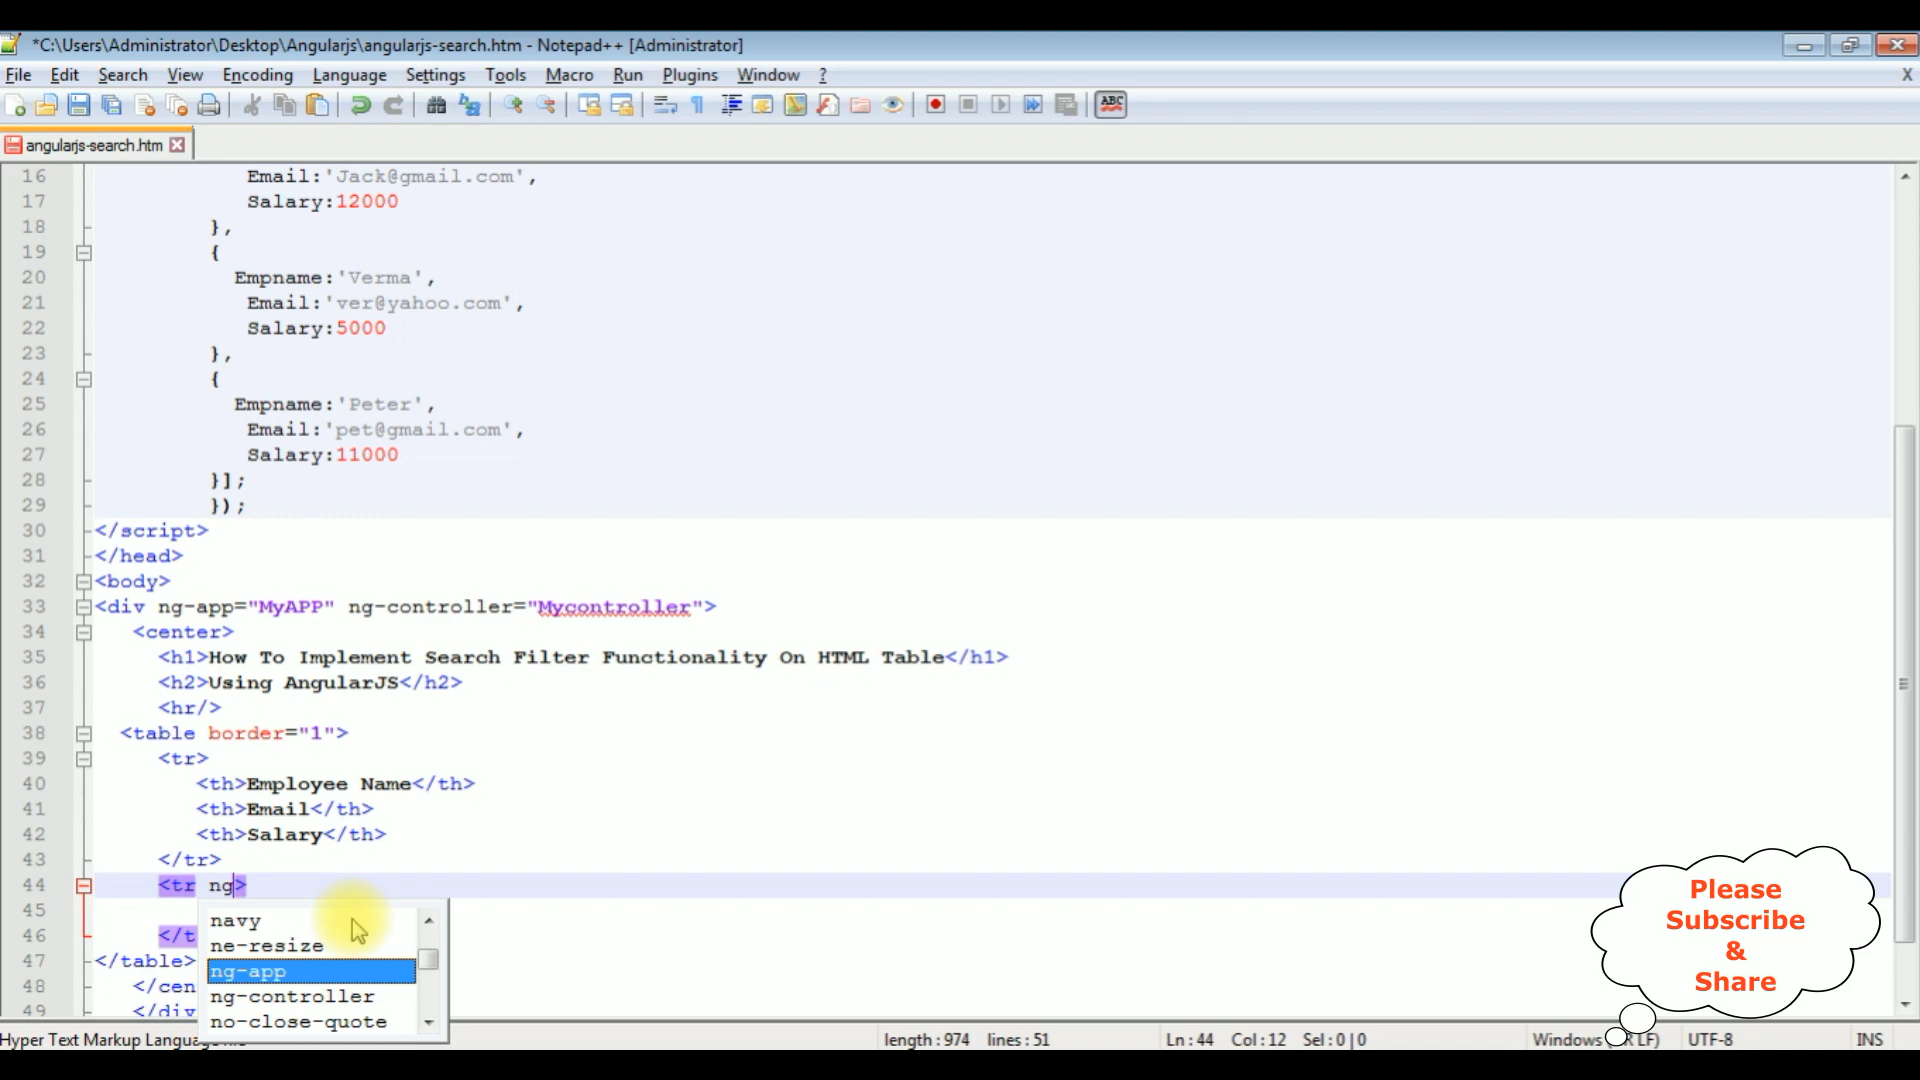 *C:\Users\Administrator\Desktop\Angularjs\angularjs-search.htm - Notepad++ [Administrator]
File Edit Search View Encoding Language Settings Tools Macro Run Plugins Window ? X
ABC
angularjs-search.htm
16 Email:'Jack@gmail.com',
17 Salary:12000
18 },
19 {
20 Empname:'Verma',
21 Email:'ver@yahoo.com',
22 Salary:5000
23 },
24 {
25 Empname:'Peter',
26 Email:'pet@gmail.com',
27 Salary:11000
28 }];
29 });
30 </script>
31 </head>
32 <body>
33 <div ng-app="MyAPP" ng-controller="Mycontroller">
34 <center>
35 <h1>How To Implement Search Filter Functionality On HTML Table</h1>
36 <h2>Using AngularJS</h2>
37 <hr/>
38 <table border="1">
39 <tr>
40 <th>Employee Name</th>
41 <th>Email</th>
42 <th>Salary</th>
43 </tr>
44 <tr ng>
45
46 </t
47 </table>
48 </cen
49 </div
navy
ne-resize
ng-app
ng-controller
no-close-quote
Please
Subscribe
&
Share
Hyper Text Markup Langua length : 974 lines : 51 Ln : 44 Col : 12 Sel : 0 | 0 Windows LF) UTF-8 INS